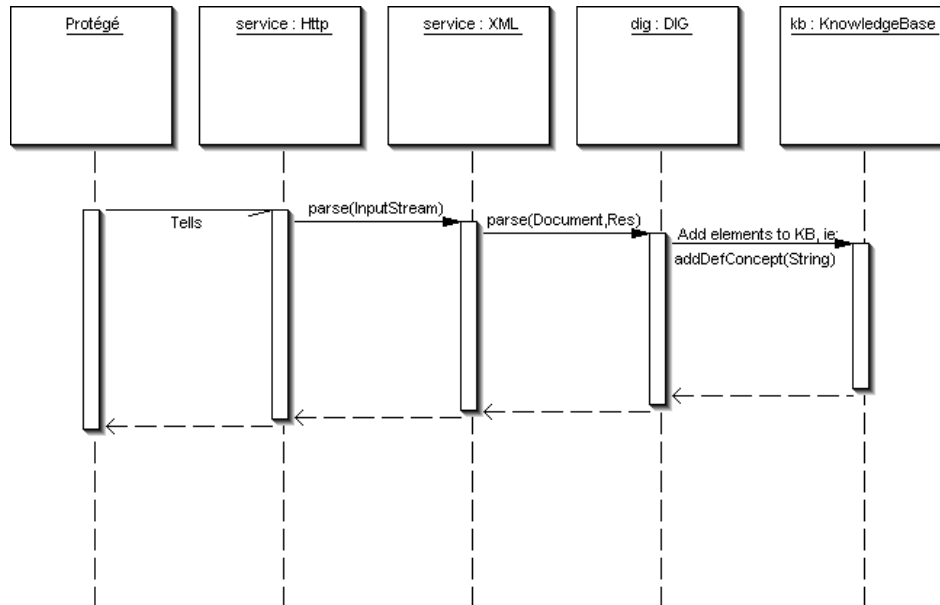 Protégé
service : Http
service : XML
dig : DIG
kb : KnowledgeBase
Tells
parse(InputStream)
parse(Document,Res)
Add elements to KB, ie:
addDefConcept(String)